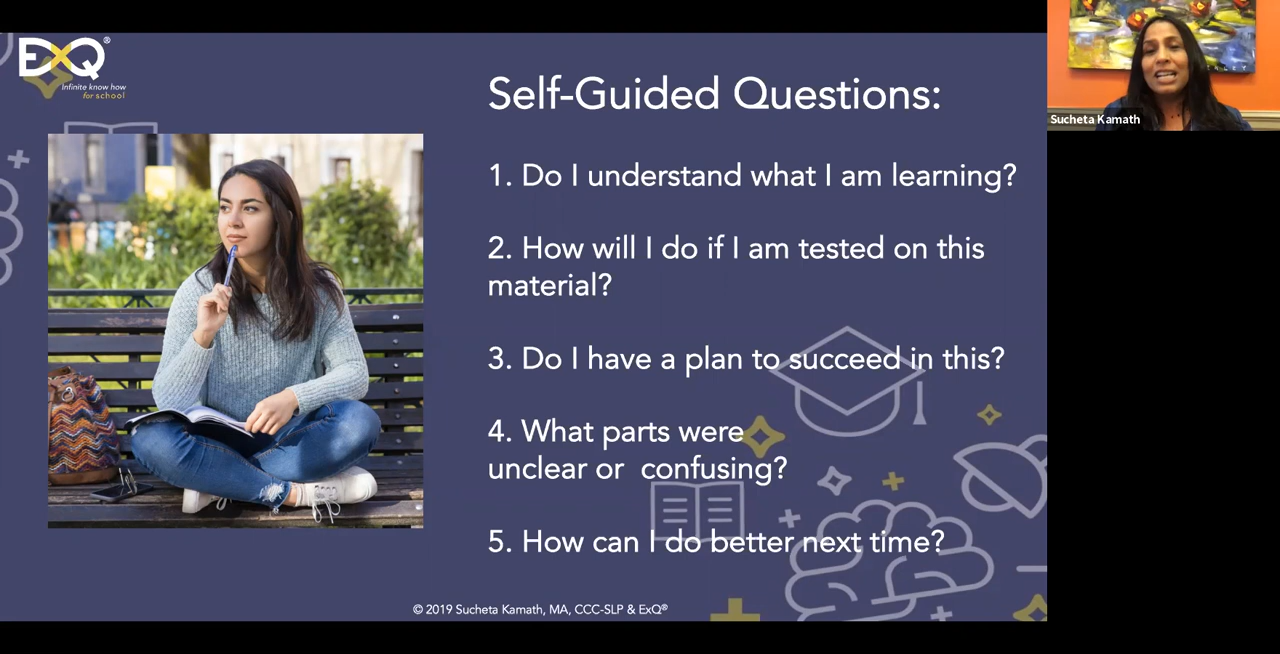 ExQ®
Infinite know how
for school
Self-Guided Questions:
1. Do I understand what I am learning?
2. How will I do if I am tested on this
material?
3. Do I have a plan to succeed in this?
4. What parts were
unclear or  confusing?
5. How can I do better next time?
© 2019 Sucheta Kamath, MA, CCC-SLP & ExQ®
Sucheta Kamath